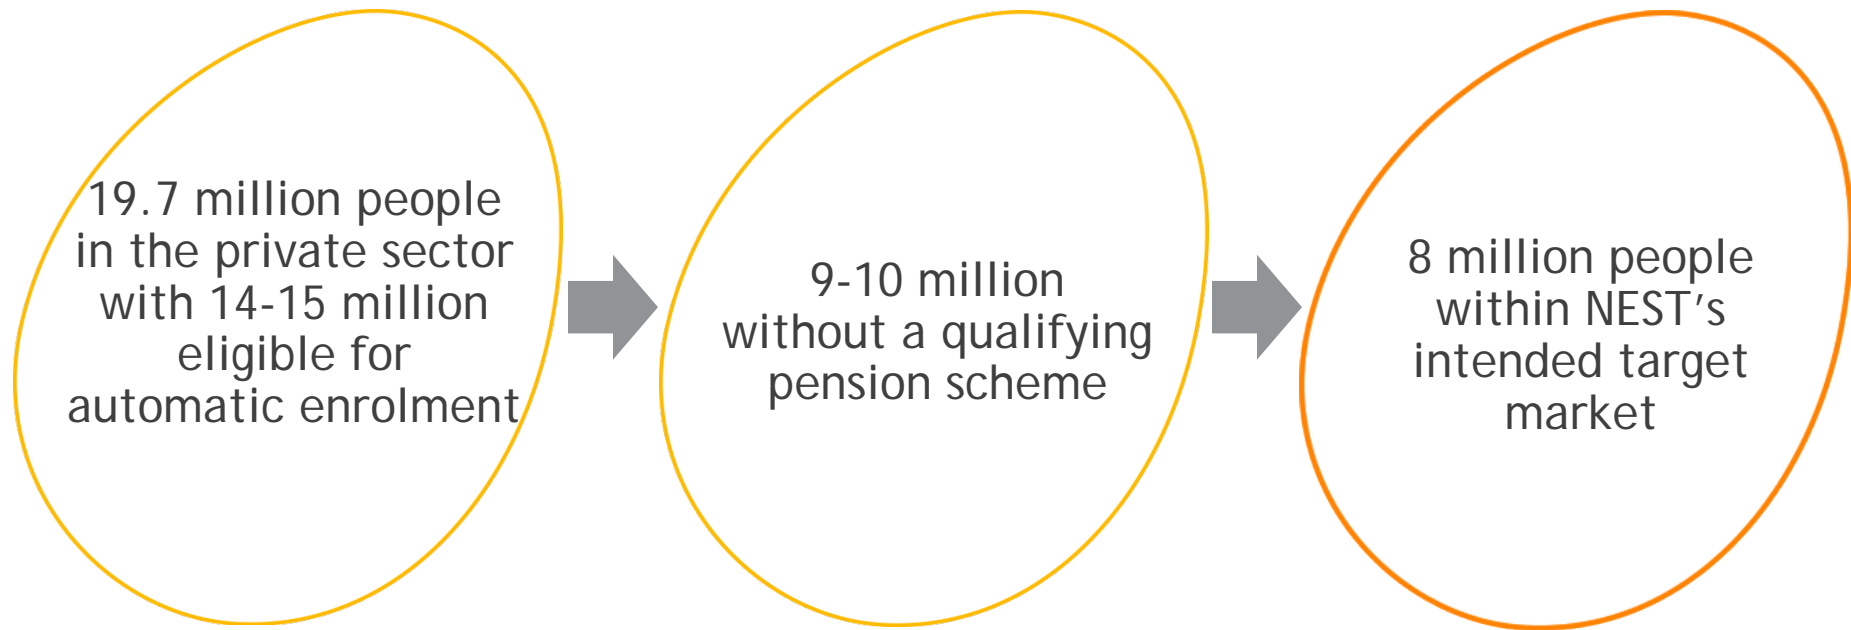 19.7 million people
in the private sector
with 14-15 million
eligible for
automatic enrolment
9-10 million
without a qualifying
pension scheme
8 million people
within NEST’s
intended target
market